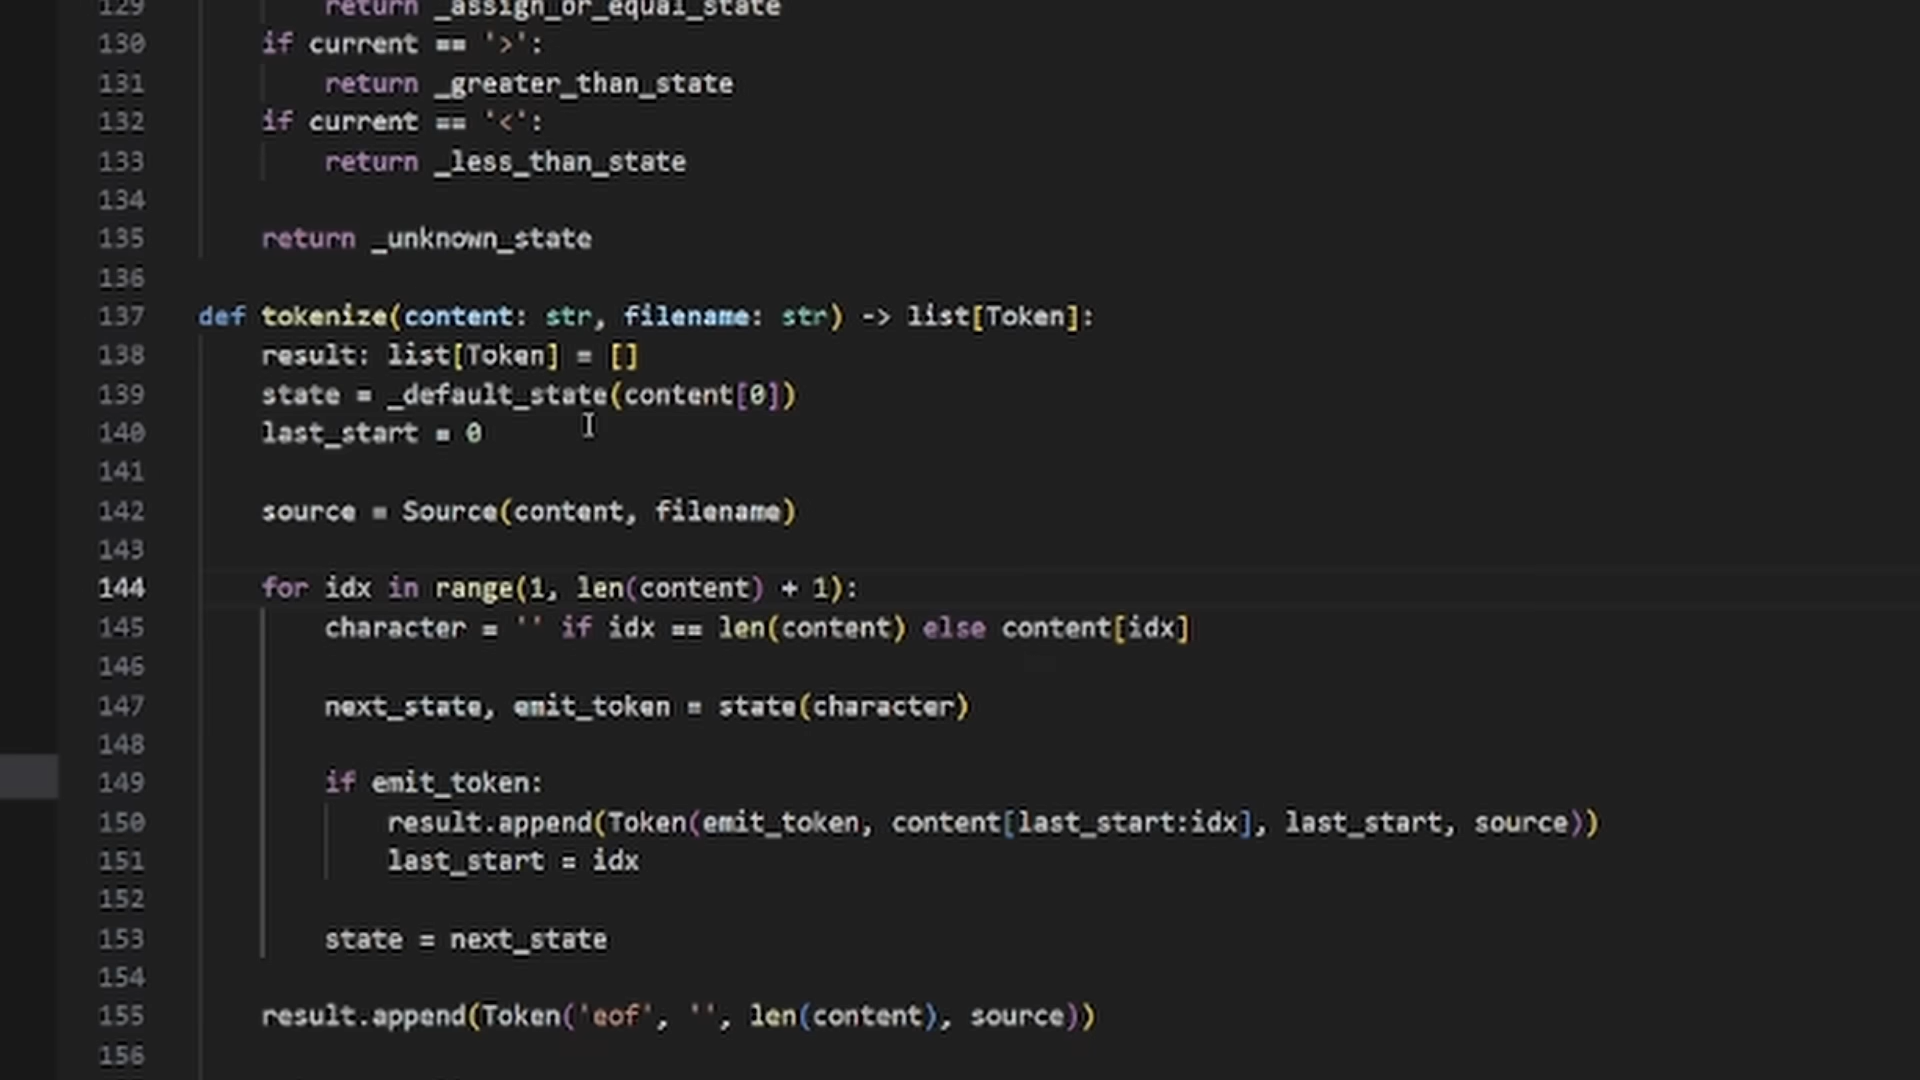 129 return _assign_or_equal_state
130 if current == '>':
131 return _greater_than_state
132 if current == '<':
133 return _less_than_state
134
135 return _unknown_state
136
137 def tokenize(content: str, filename: str) -> list[Token]:
138 result: list[Token] = []
139 state = _default_state(content[0])
140 last_start = 0
141
142 source = Source(content, filename)
143
144 for idx in range(1, len(content) + 1):
145 character = '' if idx == len(content) else content[idx]
146
147 next_state, emit_token = state(character)
148
149 if emit_token:
150 result.append(Token(emit_token, content[last_start:idx], last_start, source))
151 last_start = idx
152
153 state = next_state
154
155 result.append(Token('eof', '', len(content), source))
156